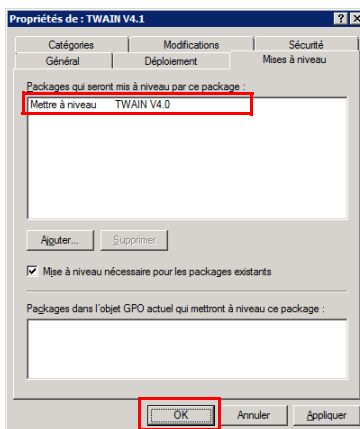 Propriétés de : TWAIN V4.1
Catégories Modifications Sécurité
Général Déploiement Mises à niveau
Packages qui seront mis à niveau par ce package :
Mettre à niveau TWAIN V4.0
Ajouter... Supprimer
Mise à niveau nécessaire pour les packages existants
Packages dans l'objet GPO actuel qui mettront à niveau ce package :
OK Annuler Appliquer